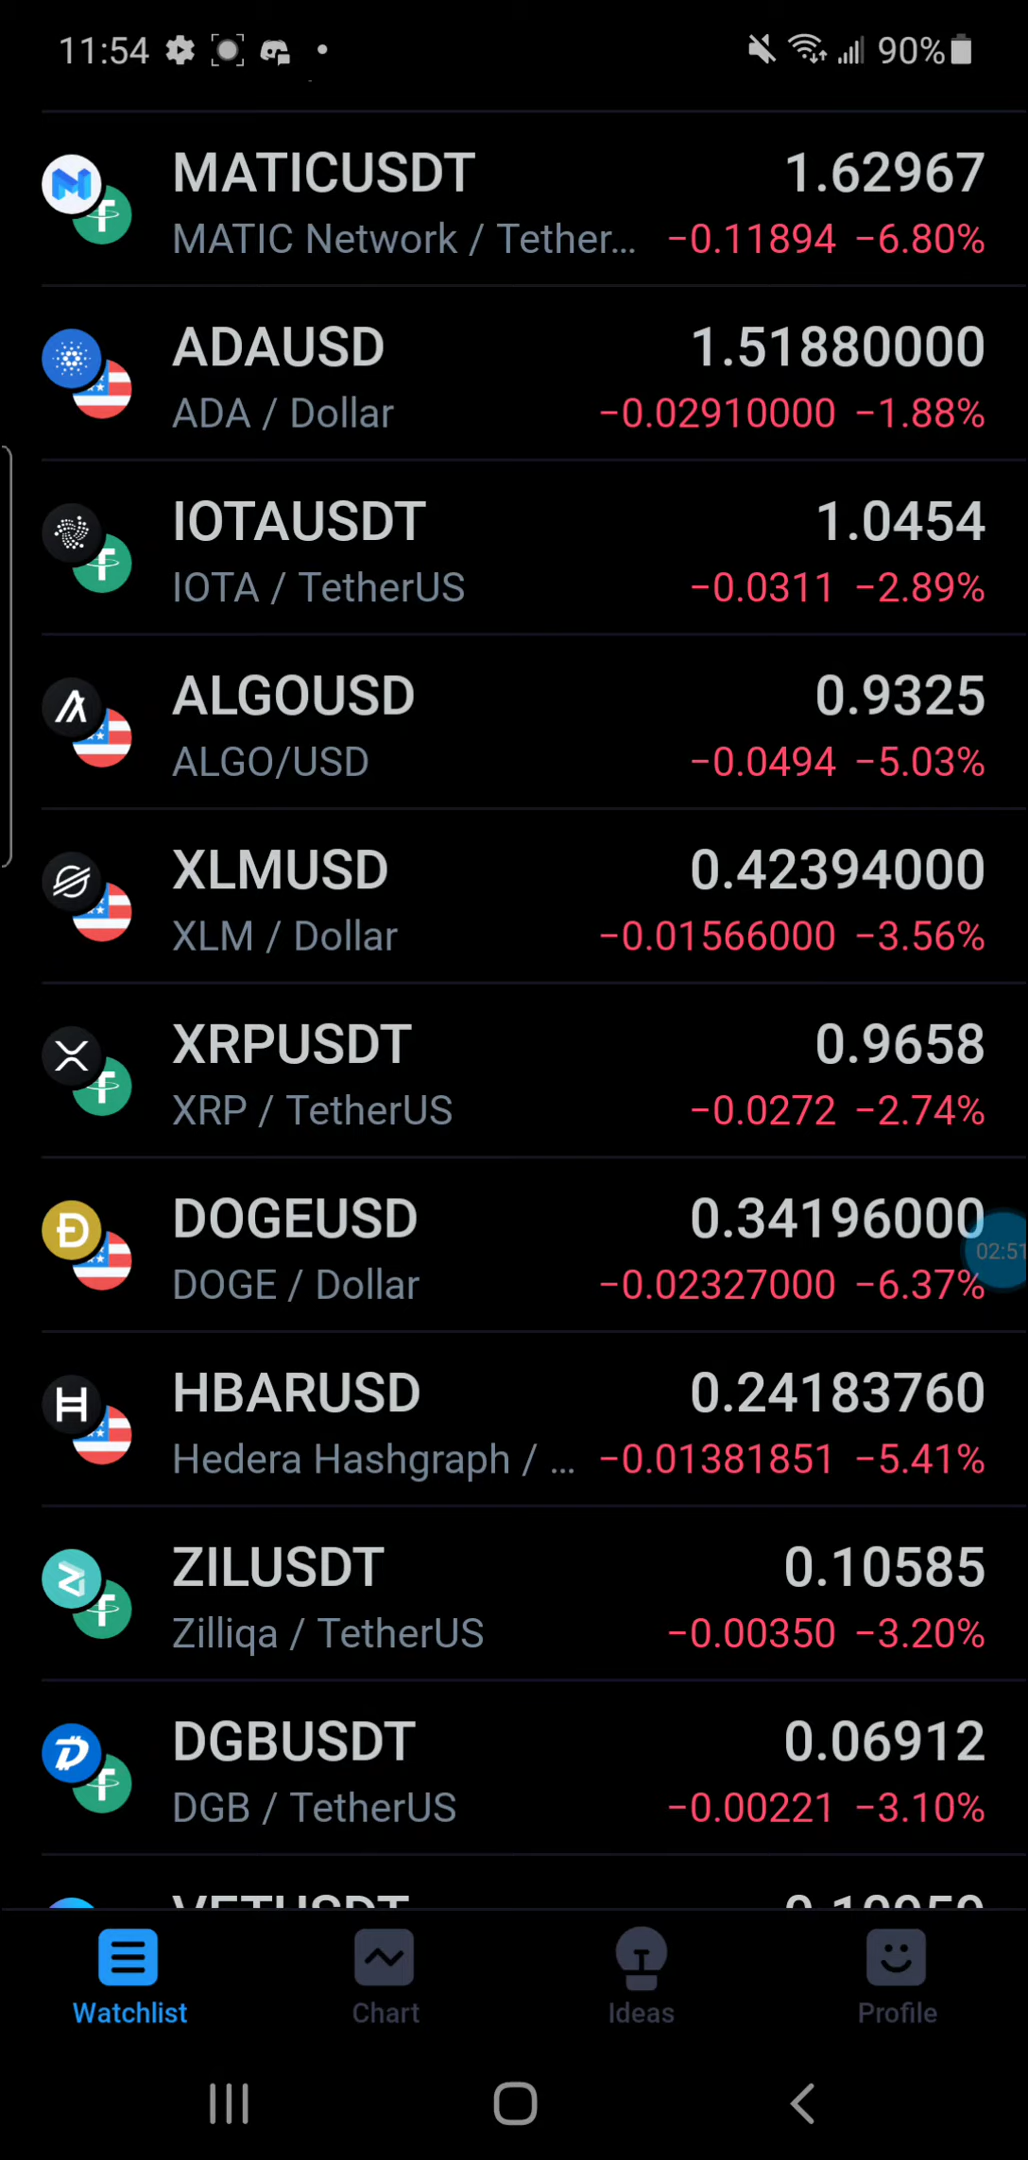 11:54 90%
MATICUSDT 1.62967
MATIC Network / Tether... −0.11894 −6.80%
ADAUSD 1.51880000
ADA / Dollar −0.02910000 −1.88%
IOTAUSDT 1.0454
IOTA / TetherUS −0.0311 −2.89%
ALGOUSD 0.9325
ALGO/USD −0.0494 −5.03%
XLMUSD 0.42394000
XLM / Dollar −0.01566000 −3.56%
XRPUSDT 0.9658
XRP / TetherUS −0.0272 −2.74%
DOGEUSD 0.34196000
02:51
DOGE / Dollar −0.02327000 −6.37%
HBARUSD 0.24183760
Hedera Hashgraph / ... −0.01381851 −5.41%
ZILUSDT 0.10585
Zilliqa / TetherUS −0.00350 −3.20%
DGBUSDT 0.06912
DGB / TetherUS −0.00221 −3.10%
VETUSDT
Watchlist Chart Ideas Profile